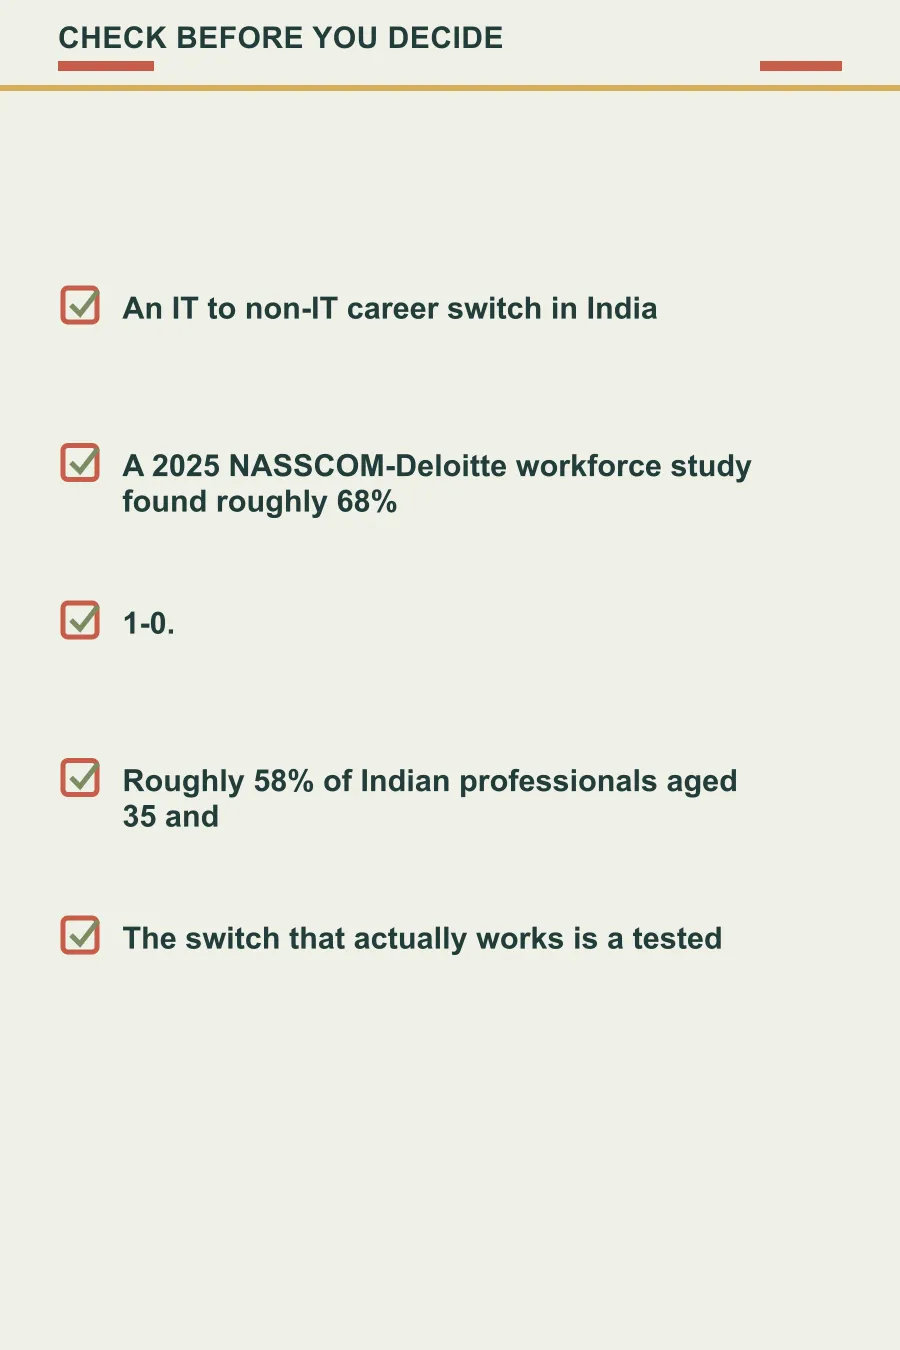 CHECK BEFORE YOU DECIDE
An IT to non-IT career switch in India
A 2025 NASSCOM-Deloitte workforce study
found roughly 68%
1-0.
Roughly 58% of Indian professionals aged
35 and
The switch that actually works is a tested